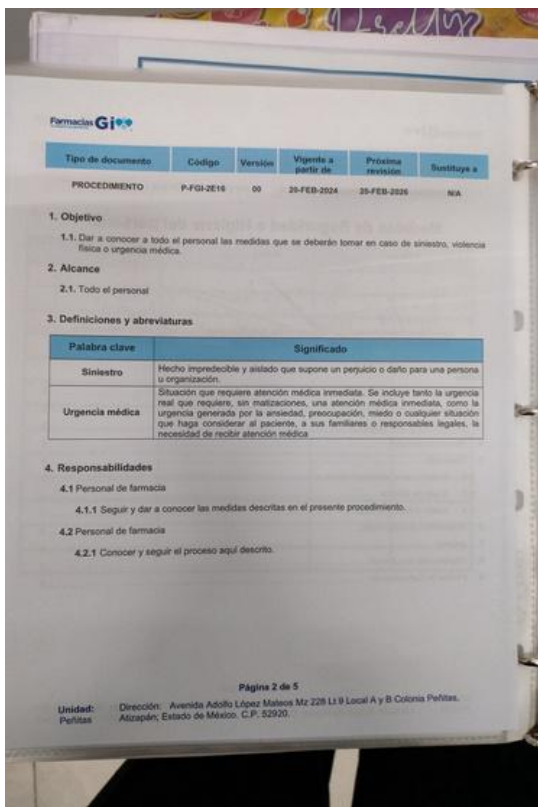 Pretty
Farmacias Gi
Tipo de documento Código Versión Vigente a partir de Próxima revisión Sustituye a
PROCEDIMIENTO P-FGI-2E16 00 20-FEB-2024 20-FEB-2026 N/A
1. Objetivo
1.1. Dar a conocer a todo el personal las medidas que se deberán tomar en caso de siniestro, violencia
física o urgencia médica.
2. Alcance
2.1. Todo el personal
3. Definiciones y abreviaturas
Palabra clave Significado
Siniestro Hecho impredecible y aislado que supone un perjuicio o daño para una persona
u organización.
Urgencia médica Situación que requiere atención médica inmediata. Se incluye tanto la urgencia
real que requiere, sin matizaciones, una atención médica inmediata, como la
urgencia generada por la ansiedad, preocupación, miedo o cualquier situación
que haga considerar al paciente, a sus familiares o responsables legales, la
necesidad de recibir atención médica
4. Responsabilidades
4.1 Personal de farmacia
4.1.1 Seguir y dar a conocer las medidas descritas en el presente procedimiento.
4.2 Personal de farmacia
4.2.1 Conocer y seguir el proceso aquí descrito.
Página 2 de 5
Unidad: Peñitas
Dirección: Avenida Adolfo López Mateos Mz 228 Lt 9 Local A y B Colonia Peñitas,
Atizapán, Estado de México. C.P. 52920.